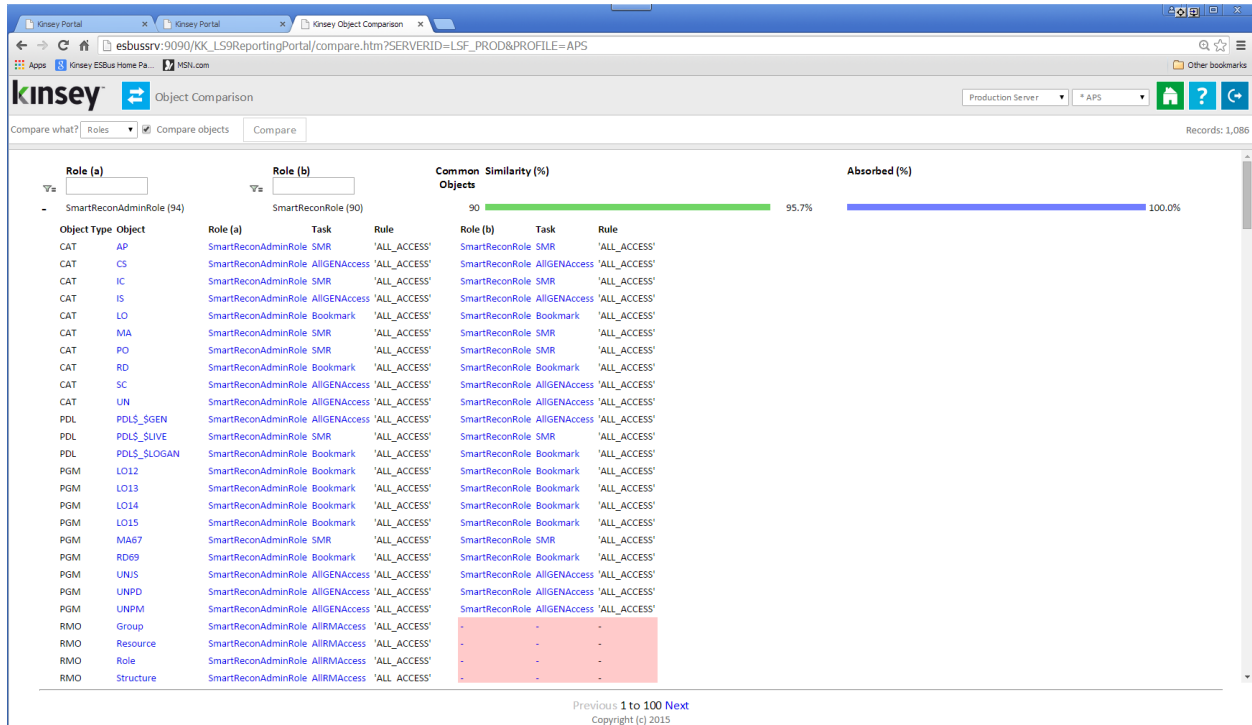 Kinsey Portal × Kinsey Portal × Kinsey Object Comparison ×
esbussrv:9090/KK_LS9ReportingPortal/compare.htm?SERVERID=LSF_PROD&PROFILE=APS
Apps Kinsey ESBus Home Pa... MSN.com Other bookmarks
kinsey Object Comparison Production Server * APS ?
Compare what? Roles Compare objects Compare Records: 1,086
Role (a) Role (b) Common Similarity (%) Absorbed (%)
Objects
- SmartReconAdminRole (94) SmartReconRole (90) 90 95.7% 100.0%
Object Type Object Role (a) Task Rule Role (b) Task Rule
CAT AP SmartReconAdminRole SMR 'ALL_ACCESS' SmartReconRole SMR 'ALL_ACCESS'
CAT CS SmartReconAdminRole AllGENAccess 'ALL_ACCESS' SmartReconRole AllGENAccess 'ALL_ACCESS'
CAT IC SmartReconAdminRole SMR 'ALL_ACCESS' SmartReconRole SMR 'ALL_ACCESS'
CAT IS SmartReconAdminRole AllGENAccess 'ALL_ACCESS' SmartReconRole AllGENAccess 'ALL_ACCESS'
CAT LO SmartReconAdminRole Bookmark 'ALL_ACCESS' SmartReconRole Bookmark 'ALL_ACCESS'
CAT MA SmartReconAdminRole SMR 'ALL_ACCESS' SmartReconRole SMR 'ALL_ACCESS'
CAT PO SmartReconAdminRole SMR 'ALL_ACCESS' SmartReconRole SMR 'ALL_ACCESS'
CAT RD SmartReconAdminRole Bookmark 'ALL_ACCESS' SmartReconRole Bookmark 'ALL_ACCESS'
CAT SC SmartReconAdminRole AllGENAccess 'ALL_ACCESS' SmartReconRole AllGENAccess 'ALL_ACCESS'
CAT UN SmartReconAdminRole AllGENAccess 'ALL_ACCESS' SmartReconRole AllGENAccess 'ALL_ACCESS'
PDL PDL$_$GEN SmartReconAdminRole AllGENAccess 'ALL_ACCESS' SmartReconRole AllGENAccess 'ALL_ACCESS'
PDL PDL$_$LIVE SmartReconAdminRole SMR 'ALL_ACCESS' SmartReconRole SMR 'ALL_ACCESS'
PDL PDL$_$LOGAN SmartReconAdminRole Bookmark 'ALL_ACCESS' SmartReconRole Bookmark 'ALL_ACCESS'
PGM LO12 SmartReconAdminRole Bookmark 'ALL_ACCESS' SmartReconRole Bookmark 'ALL_ACCESS'
PGM LO13 SmartReconAdminRole Bookmark 'ALL_ACCESS' SmartReconRole Bookmark 'ALL_ACCESS'
PGM LO14 SmartReconAdminRole Bookmark 'ALL_ACCESS' SmartReconRole Bookmark 'ALL_ACCESS'
PGM LO15 SmartReconAdminRole Bookmark 'ALL_ACCESS' SmartReconRole Bookmark 'ALL_ACCESS'
PGM MA67 SmartReconAdminRole SMR 'ALL_ACCESS' SmartReconRole SMR 'ALL_ACCESS'
PGM RD69 SmartReconAdminRole Bookmark 'ALL_ACCESS' SmartReconRole Bookmark 'ALL_ACCESS'
PGM UNJS SmartReconAdminRole AllGENAccess 'ALL_ACCESS' SmartReconRole AllGENAccess 'ALL_ACCESS'
PGM UNPD SmartReconAdminRole AllGENAccess 'ALL_ACCESS' SmartReconRole AllGENAccess 'ALL_ACCESS'
PGM UNPM SmartReconAdminRole AllGENAccess 'ALL_ACCESS' SmartReconRole AllGENAccess 'ALL_ACCESS'
RMO Group SmartReconAdminRole AllRMAccess 'ALL_ACCESS' - - -
RMO Resource SmartReconAdminRole AllRMAccess 'ALL_ACCESS' - - -
RMO Role SmartReconAdminRole AllRMAccess 'ALL_ACCESS' - - -
RMO Structure SmartReconAdminRole AllRMAccess 'ALL_ACCESS' - - -
Previous 1 to 100 Next
Copyright (c) 2015